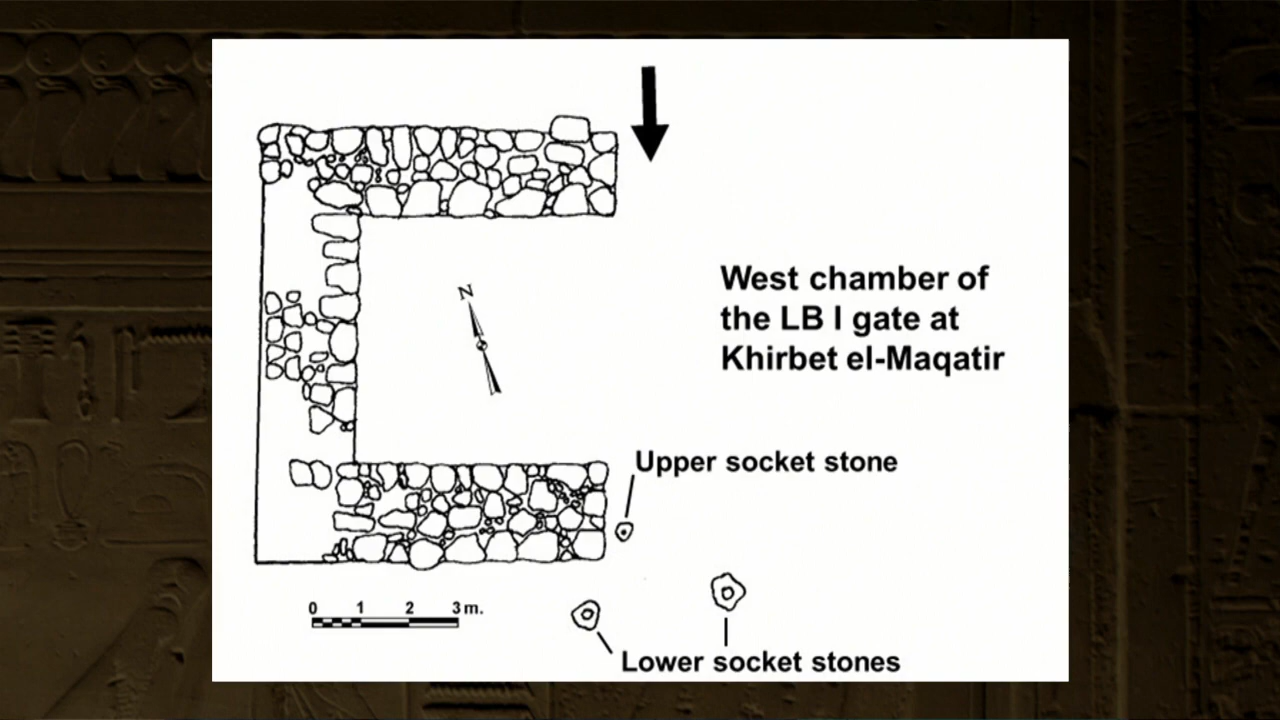 West chamber of
the LB I gate at
Khirbet el-Maqatir
N
Upper socket stone
0 1 2 3 m.
Lower socket stones